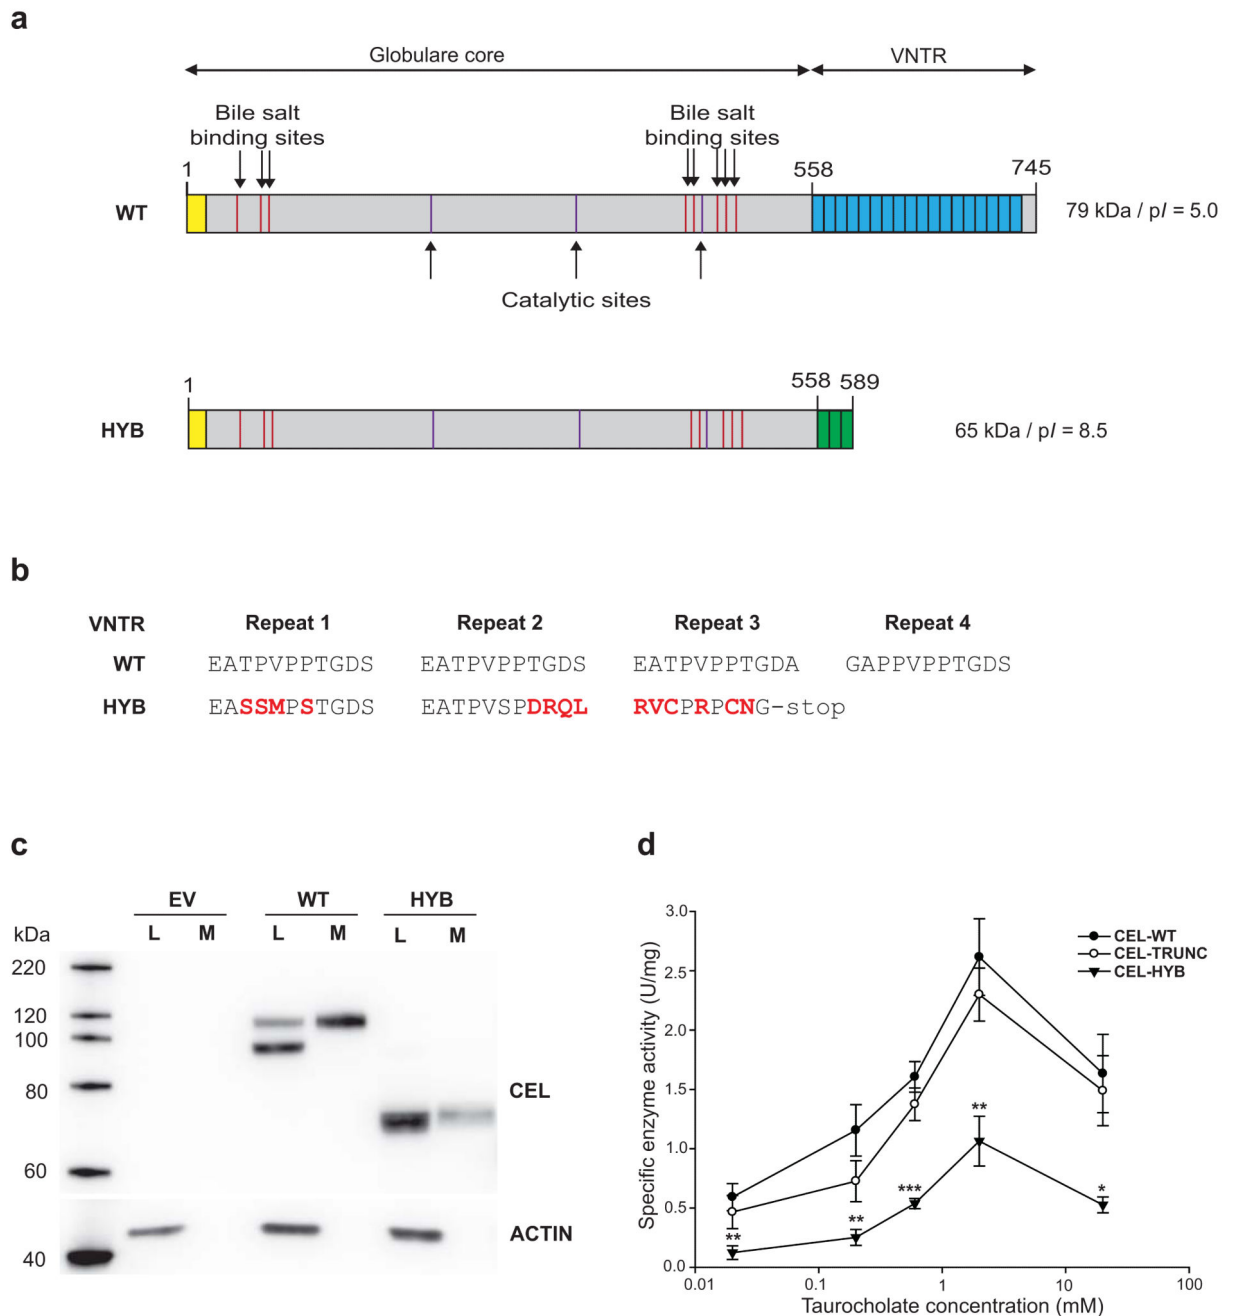 a
Globulare core VNTR
Bile salt
binding sites
Bile salt
binding sites
1 558 745
WT 79 kDa / pI = 5.0
Catalytic sites
1 558 589
HYB 65 kDa / pI = 8.5
b
VNTR Repeat 1 Repeat 2 Repeat 3 Repeat 4
WT EATPVPPTGDS EATPVPPTGDS EATPVPPTGDA GAPPVPPTGDS
HYB EASSMPSTGDS EATPVSPDRQL RVCPRPCNG-stop
c
EV WT HYB
kDa L M L M L M
220
120
100
80
60
40
CEL
ACTIN
d
Specific enzyme activity (U/mg)
3.0
2.5
2.0
1.5
1.0
0.5
0.0
CEL-WT
CEL-TRUNC
CEL-HYB
** ** *** ** *
0.01 0.1 1 10 100
Taurocholate concentration (mM)